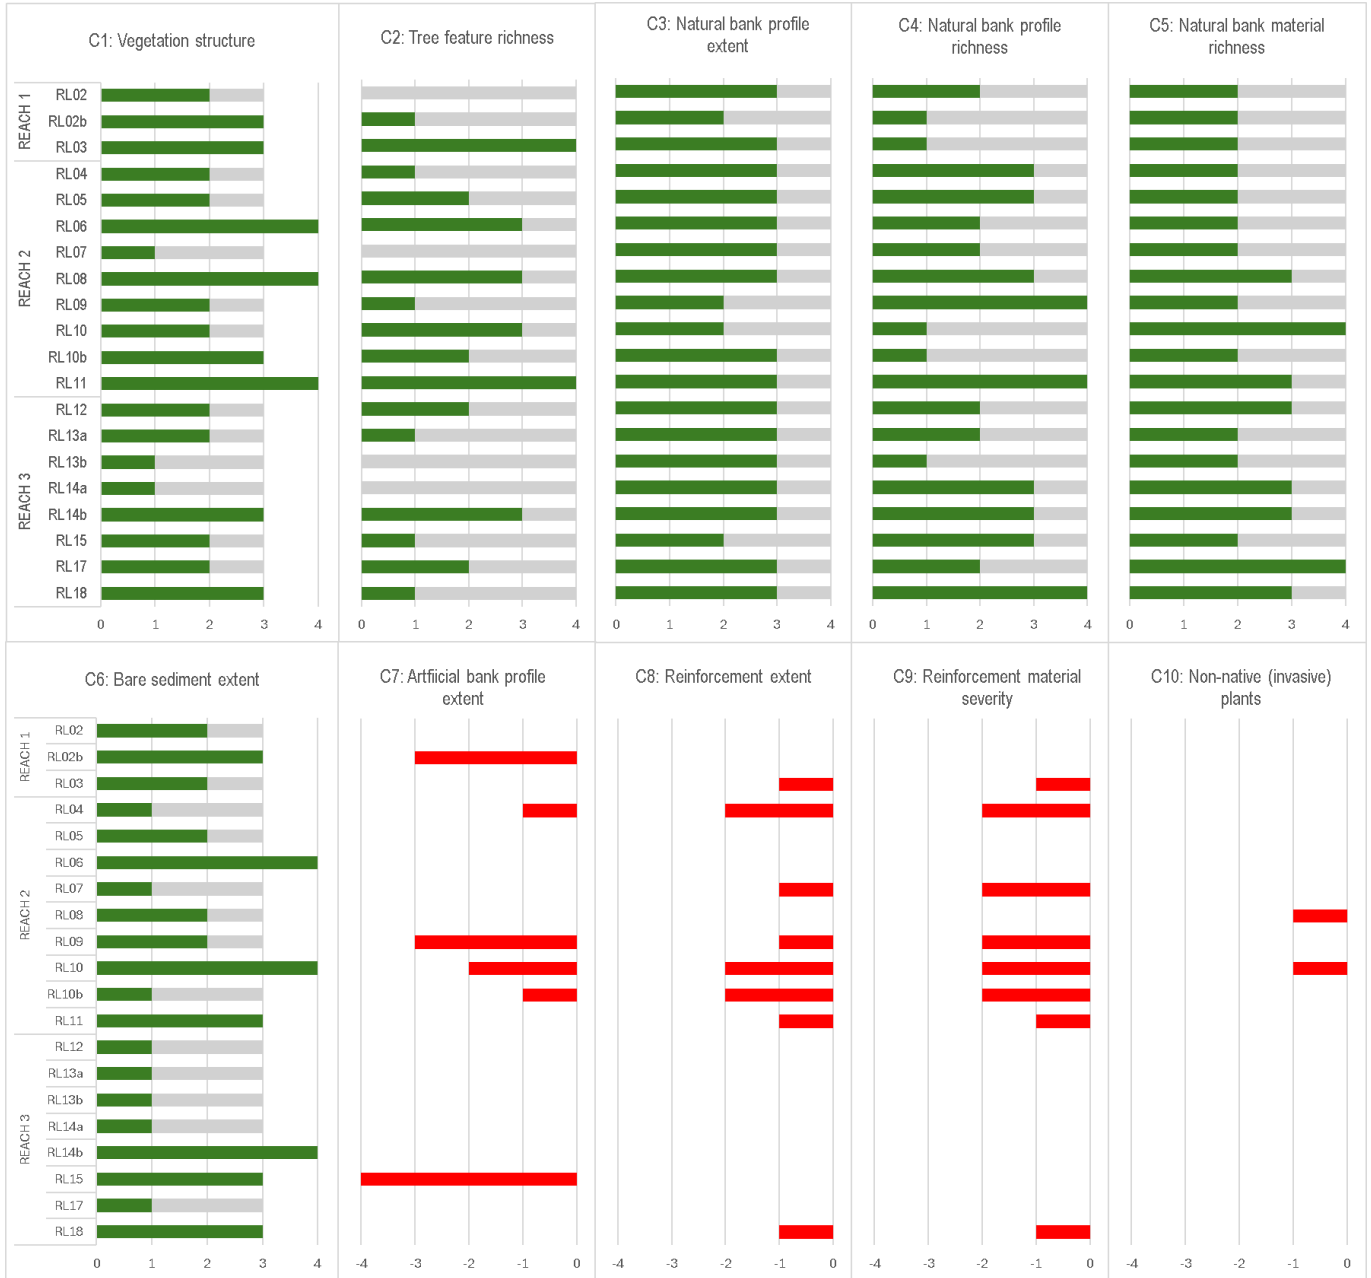 C1: Vegetation structure
C2: Tree feature richness
C3: Natural bank profile
extent
C4: Natural bank profile
richness
C5: Natural bank material
richness
REACH 1
RL02
RL02b
RL03
REACH 2
RL04
RL05
RL06
RL07
RL08
RL09
RL10
RL10b
RL11
REACH 3
RL12
RL13a
RL13b
RL14a
RL14b
RL15
RL17
RL18
0 1 2 3 4
0 1 2 3 4
0 1 2 3 4
0 1 2 3 4
0 1 2 3 4
C6: Bare sediment extent
C7: Artfiicial bank profile
extent
C8: Reinforcement extent
C9: Reinforcement material
severity
C10: Non-native (invasive)
plants
REACH 1
RL02
RL02b
RL03
REACH 2
RL04
RL05
RL06
RL07
RL08
RL09
RL10
RL10b
RL11
REACH 3
RL12
RL13a
RL13b
RL14a
RL14b
RL15
RL17
RL18
0 1 2 3 4
-4 -3 -2 -1 0
-4 -3 -2 -1 0
-4 -3 -2 -1 0
-4 -3 -2 -1 0